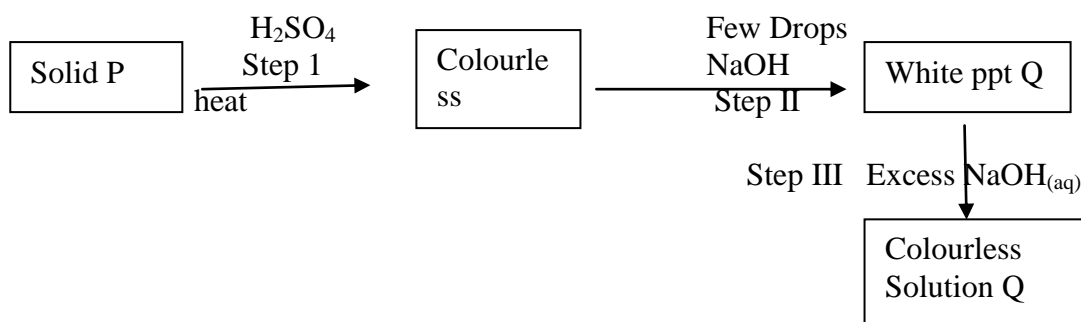 Solid P
H₂SO₄
Step 1
heat
Colourle
ss
Few Drops
NaOH
Step II
White ppt Q
Step III Excess NaOH(aq)
Colourless
Solution Q